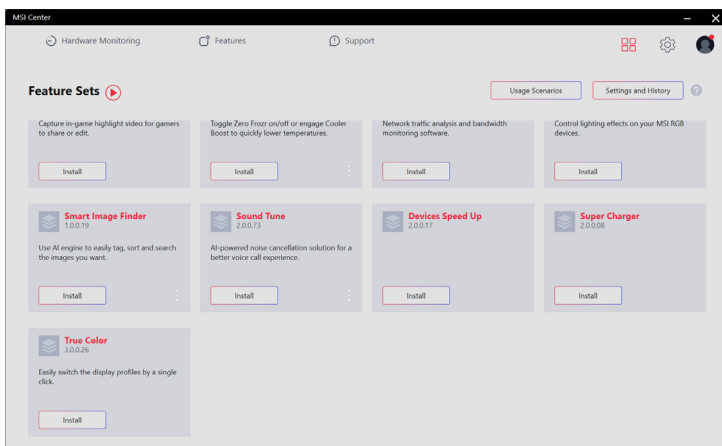 MSI Center
Hardware Monitoring
Features
Support
Feature Sets
Usage Scenarios
Settings and History
?
Capture in-game highlight video for gamers
to share or edit.
Install
Toggle Zero Frozr on/off or engage Cooler
Boost to quickly lower temperatures.
Install
Network traffic analysis and bandwidth
monitoring software.
Install
Control lighting effects on your MSI RGB
devices.
Install
Smart Image Finder
1.0.0.19
Use AI engine to easily tag, sort and search
the images you want.
Install
Sound Tune
2.0.0.73
AI-powered noise cancellation solution for a
better voice call experience.
Install
Devices Speed Up
2.0.0.17
Install
Super Charger
2.0.0.08
Install
True Color
3.0.0.26
Easily switch the display profiles by a single
click.
Install